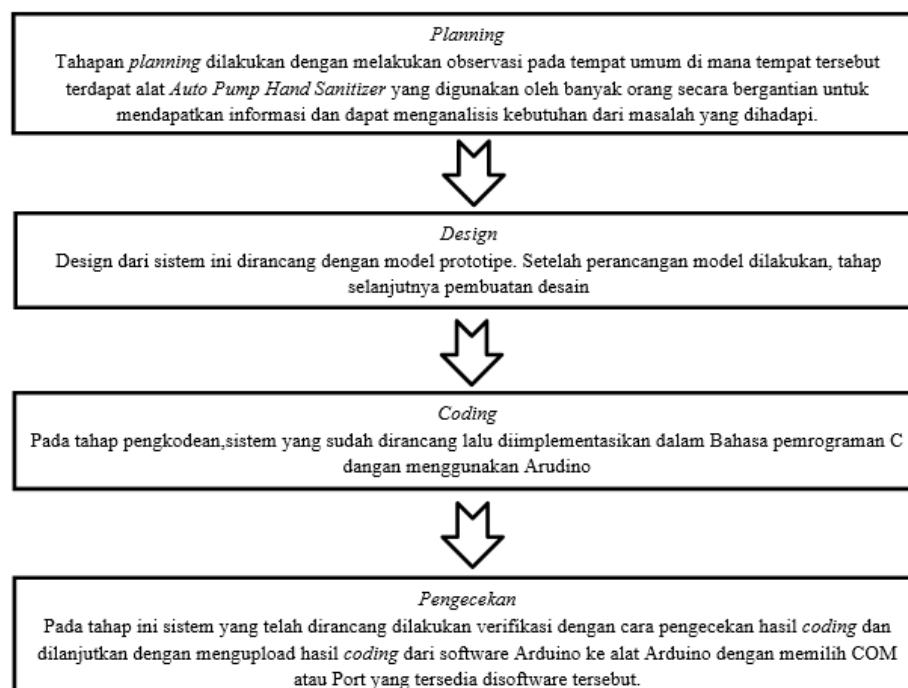 Planning
Tahapan planning dilakukan dengan melakukan observasi pada tempat umum di mana tempat tersebut
terdapat alat Auto Pump Hand Sanitizer yang digunakan oleh banyak orang secara bergantian untuk
mendapatkan informasi dan dapat menganalisis kebutuhan dari masalah yang dihadapi.
Design
Design dari sistem ini dirancang dengan model prototipe. Setelah perancangan model dilakukan, tahap
selanjutnya pembuatan desain
Coding
Pada tahap pengkodean,sistem yang sudah dirancang lalu diimplementasikan dalam Bahasa pemrograman C
dangan menggunakan Arudino
Pengecekan
Pada tahap ini sistem yang telah dirancang dilakukan verifikasi dengan cara pengecekan hasil coding dan
dilanjutkan dengan mengupload hasil coding dari software Arduino ke alat Arduino dengan memilih COM
atau Port yang tersedia disoftware tersebut.